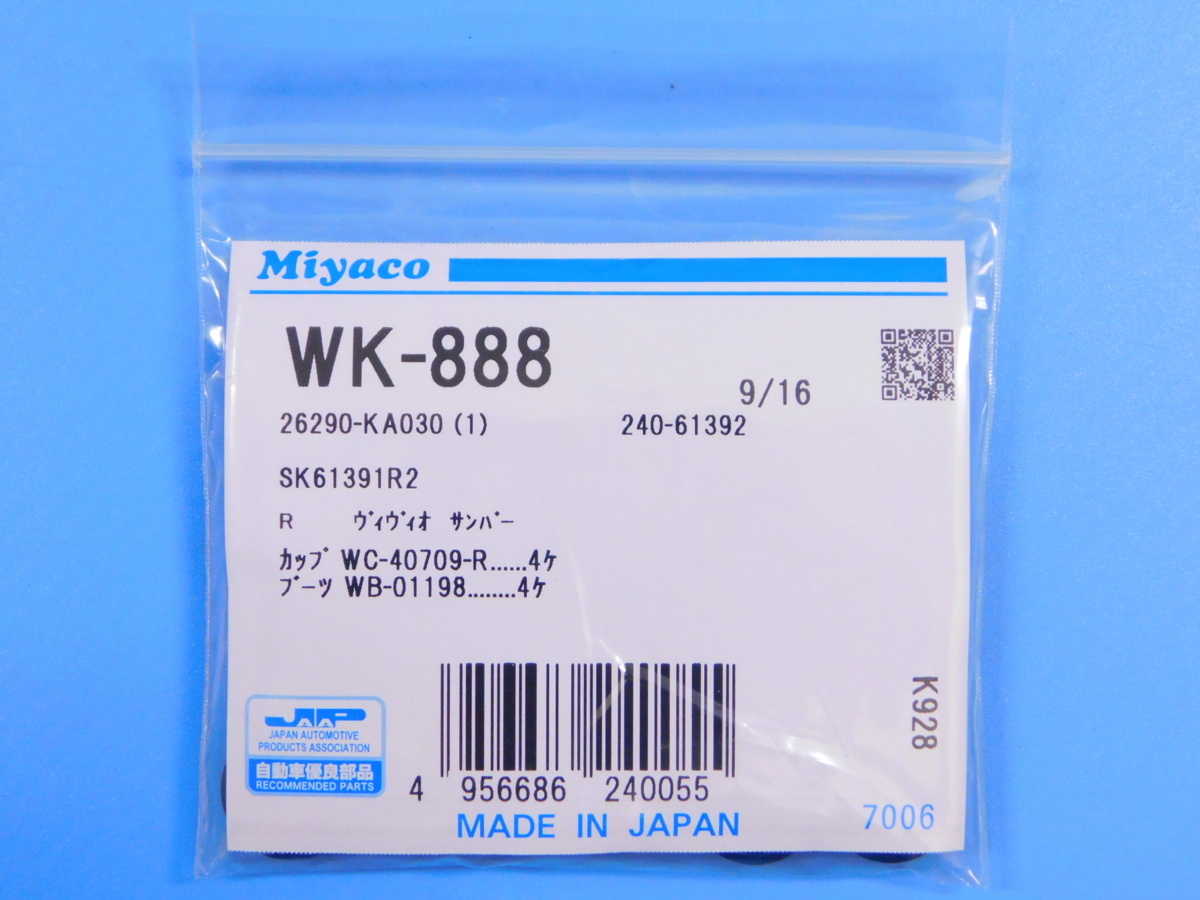 Miyaco
WK-888
9/16
26290-KA030 (1) 240-61392
SK61391R2
R ヴィヴィオ サンバー
カップ WC-40709-R......4ケ
ブーツ WB-01198........4ケ
K928
JAAP
JAPAN AUTOMOTIVE
PRODUCTS ASSOCIATION
自動車優良部品
RECOMMENDED PARTS
4 956686 240055
MADE IN JAPAN
7006